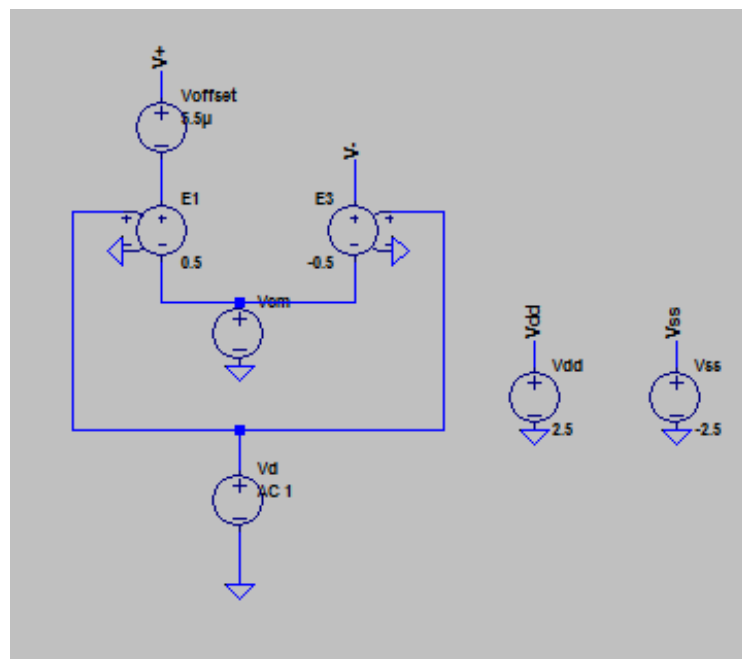 V+
Voffset
5.5µ
V-
E1
E3
0.5
-0.5
Vcm
Vdd
Vss
Vdd
Vss
2.5
-2.5
Vd
AC 1